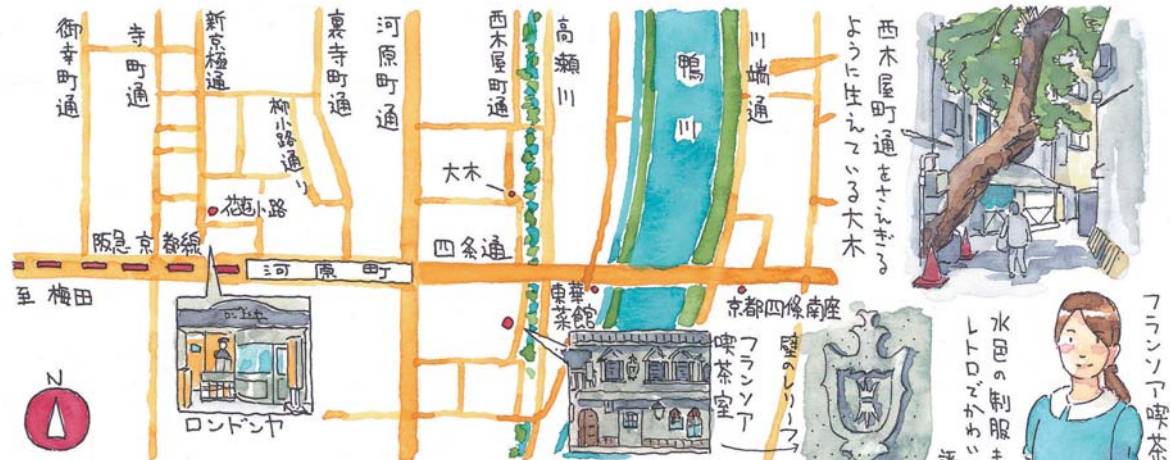 御幸町通
寺町通
新京極通
裏寺町通
柳小路通り
花遊小路
河原町通
西木屋町通
高瀬川
鴨川
川端通
大木
阪急京都線
河原町
四条通
至 梅田
東華
菜館
京都四條南座
ロンドンヤ
ロンドンヤ
フランソア
喫茶室
壁のレリーフ
西木屋町通をさえぎる
ように生えている大木
フランソア喫茶
水色の制服も
レトロでかわい
N